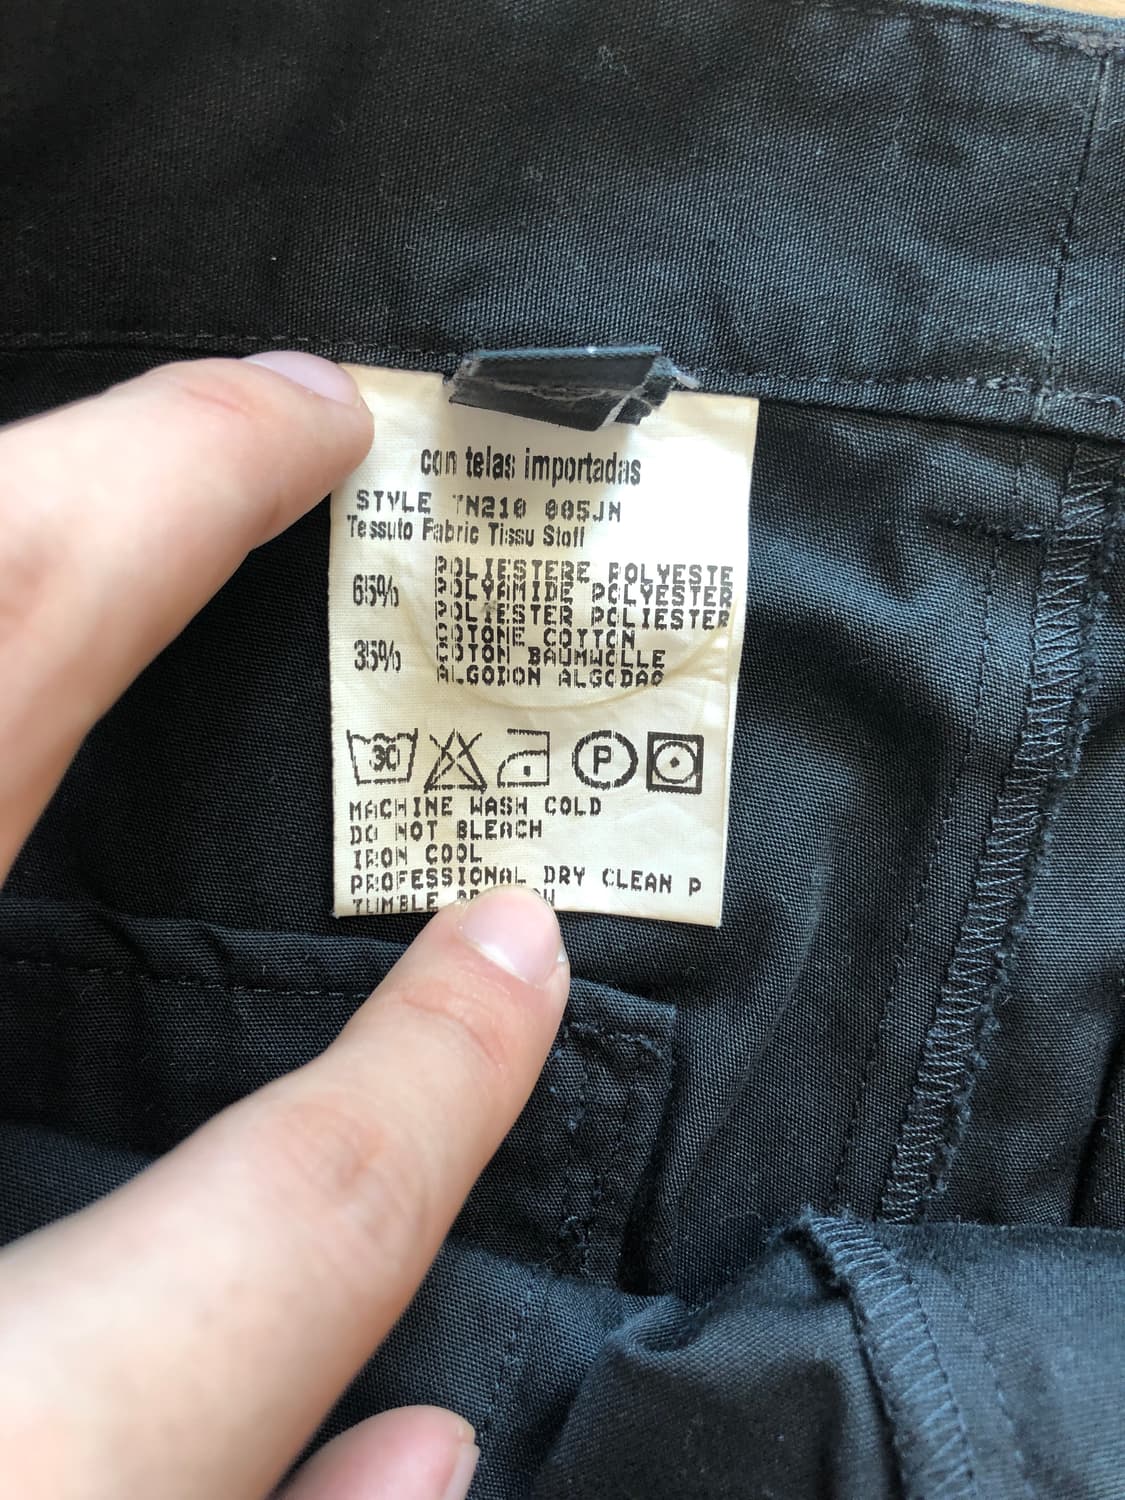 con telas importadas
STYLE TN210 005JN
Tessuto Fabric Tissu Stoff
65%
POLIESTERE POLYESTE
POLYAMIDE POLYESTER
POLIESTER POLIESTER
35%
COTONE COTTON
COTON BAUMWOLLE
ALGODON ALGODAO
30
P
MACHINE WASH COLD
DO NOT BLEACH
IRON COOL
PROFESSIONAL DRY CLEAN P
TUMBLE